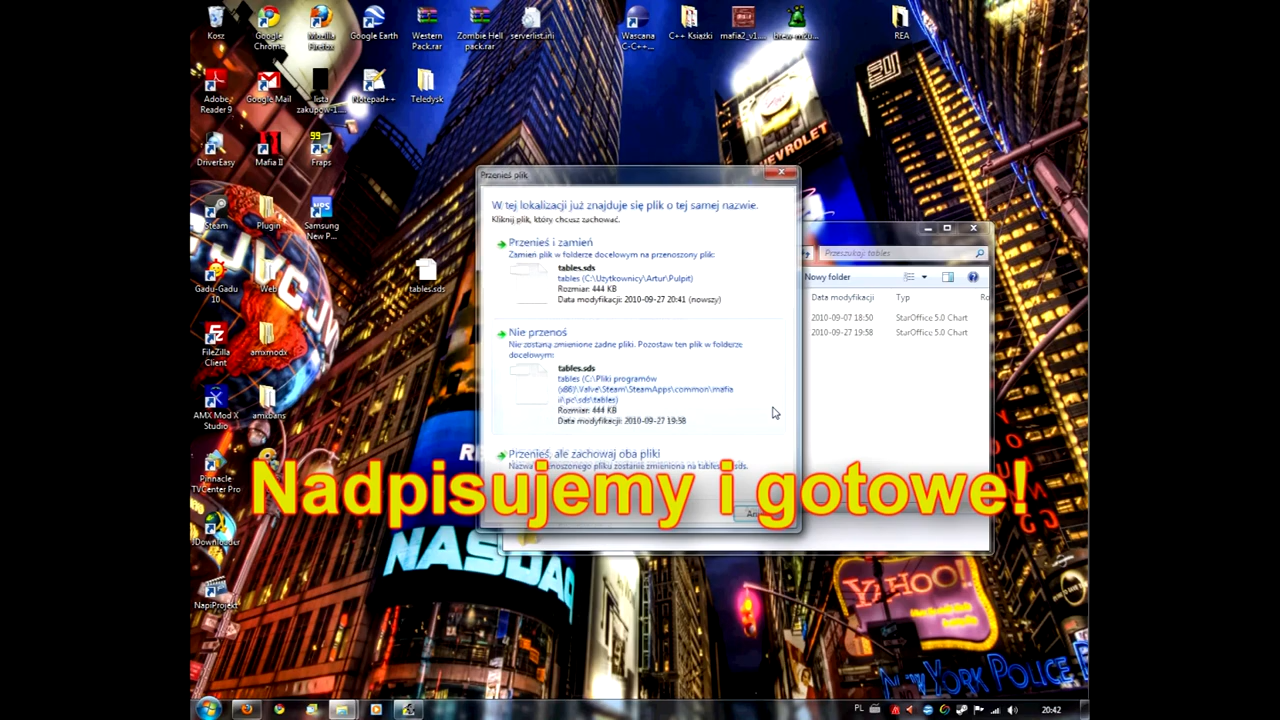 Kosz
Google Chrome
Mozilla Firefox
Google Earth
Western Pack.rar
Zombie Hell pack.rar
serverlist.ini
Wascana C-C++...
C++ Książki
mafia2_v1...
REA
Adobe Reader 9
Google Mail
lista zakupow-1...
Notepad++
Teledysk
CHEVROLET
DriverEasy
Mafia II
99
Fraps
Steam
Plugin
Samsung New P...
Gadu-Gadu 10
Web
tables.sds
FileZilla Client
amxmodx
AMX Mod X Studio
amxbans
Pinnacle TVCenter Pro
JDownloader
NapiProjekt
Przenieś plik
W tej lokalizacji już znajduje się plik o tej samej nazwie.
Kliknij plik, który chcesz zachować.
Przenieś i zamień
Zamień plik w folderze docelowym na przenoszony plik:
tables.sds
tables (C:\Użytkownicy\Artur\Pulpit)
Rozmiar: 444 KB
Data modyfikacji: 2010-09-27 20:41 (nowszy)
Nie przenoś
Nie zostaną zmienione żadne pliki. Pozostaw ten plik w folderze
docelowym:
tables.sds
tables (C:\Pliki programów
(x86)\Valve\Steam\SteamApps\common\mafia
ii\pc\sds\tables)
Rozmiar: 444 KB
Data modyfikacji: 2010-09-27 19:58
Przenieś, ale zachowaj oba pliki
Przeszukaj: tables
Nowy folder
Data modyfikacji Typ Ro
2010-09-07 18:50 StarOffice 5.0 Chart
2010-09-27 19:58 StarOffice 5.0 Chart
Nadpisujemy i gotowe!
NASDAQ
YAHOO!
NEW YORK POLICE
PL
20:42